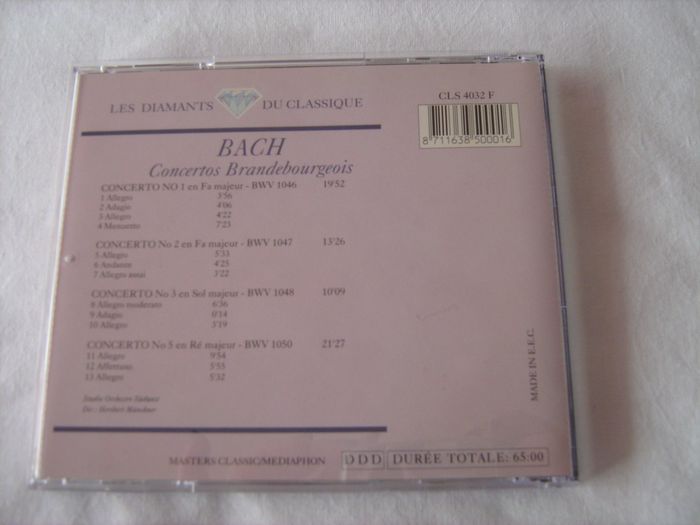 LES DIAMANTS DU CLASSIQUE
CLS 4032 F
8 711638 500016
BACH
Concertos Brandebourgeois
CONCERTO NO 1 en Fa majeur - BWV 1046 19'52
1 Allegro 3'56
2 Adagio 4'06
3 Allegro 4'22
4 Menuetto 7'23
CONCERTO No 2 en Fa majeur - BWV 1047 13'26
5 Allegro 5'33
6 Andante 4'25
7 Allegro assai 3'22
CONCERTO No 3 en Sol majeur - BWV 1048 10'09
8 Allegro moderato 6'36
9 Adagio 0'14
10 Allegro 3'19
CONCERTO No 5 en Ré majeur - BWV 1050 21'27
11 Allegro 9'54
12 Affettuoso 5'55
13 Allegro 5'32
Studio Orchester
Dir.: Herbert Münchner
MADE IN E.E.C.
MASTERS CLASSIC/MEDIAPHON
DDD DURÉE TOTALE: 65:00